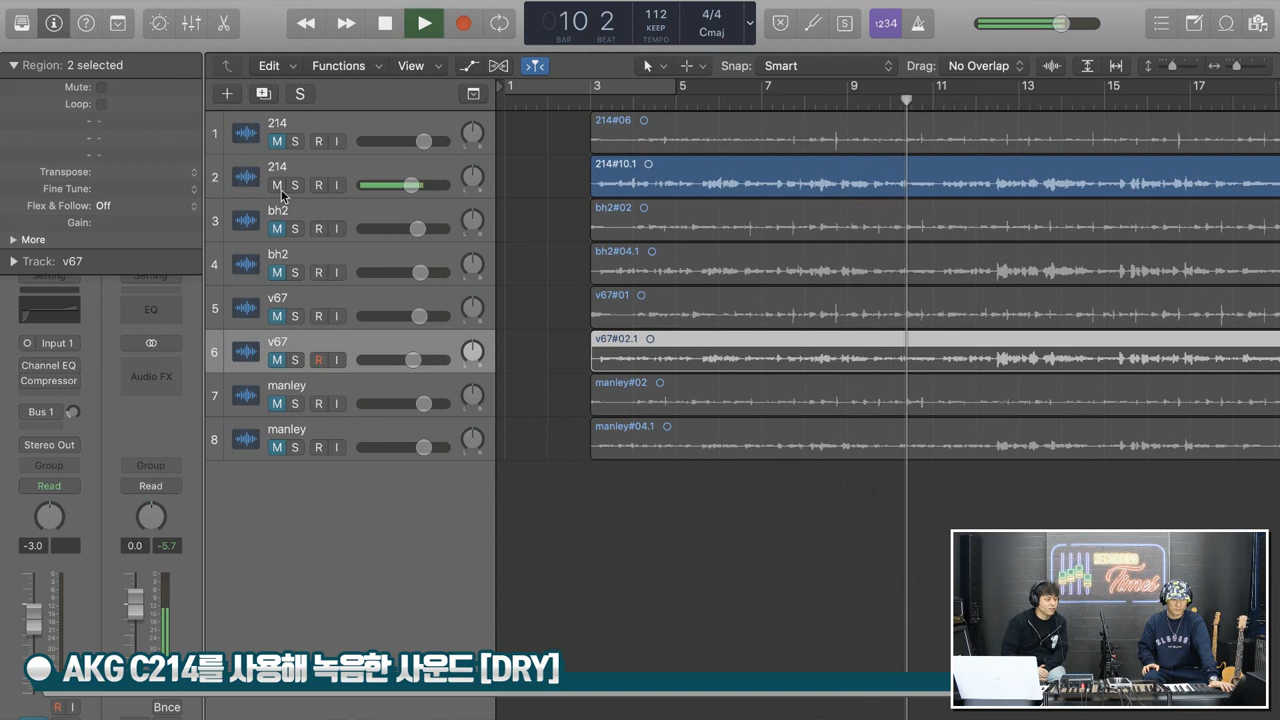 10 2
BAR BEAT
112
KEEP
TEMPO
4/4
Cmaj
1234
S
Region: 2 selected
Mute:
Loop:
Transpose:
Fine Tune:
Flex & Follow: Off
Gain:
More
Track: v67
Edit Functions View
Snap: Smart
Drag: No Overlap
S
1 3 5 7 9 11 13 15 17
1 214
M S R I
214#06
2 214
M S R I
214#10.1
3 bh2
M S R I
bh2#02
4 bh2
M S R I
bh2#04.1
5 v67
M S R I
v67#01
6 v67
M S R I
v67#02.1
7 manley
M S R I
manley#02
8 manley
M S R I
manley#04.1
Setting Setting
EQ
Input 1
Channel EQ
Compressor
Audio FX
Bus 1
Stereo Out
Group Group
Read Read
-3.0 0.0 -5.7
R I Bnce
Times
AKG C214를 사용해 녹음한 사운드 [DRY]